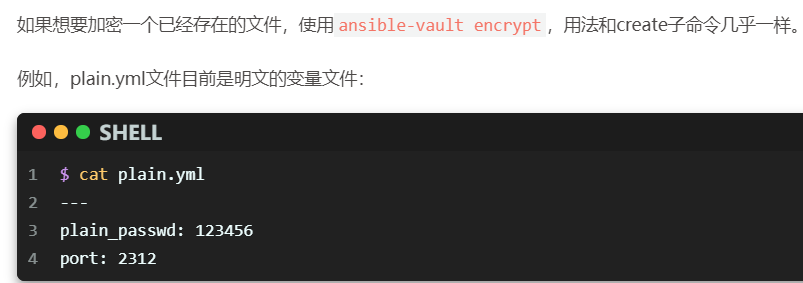 如果想要加密一个已经存在的文件，使用ansible-vault encrypt，用法和create子命令几乎一样。
例如，plain.yml文件目前是明文的变量文件：
SHELL
1 $ cat plain.yml
2 ---
3 plain_passwd: 123456
4 port: 2312